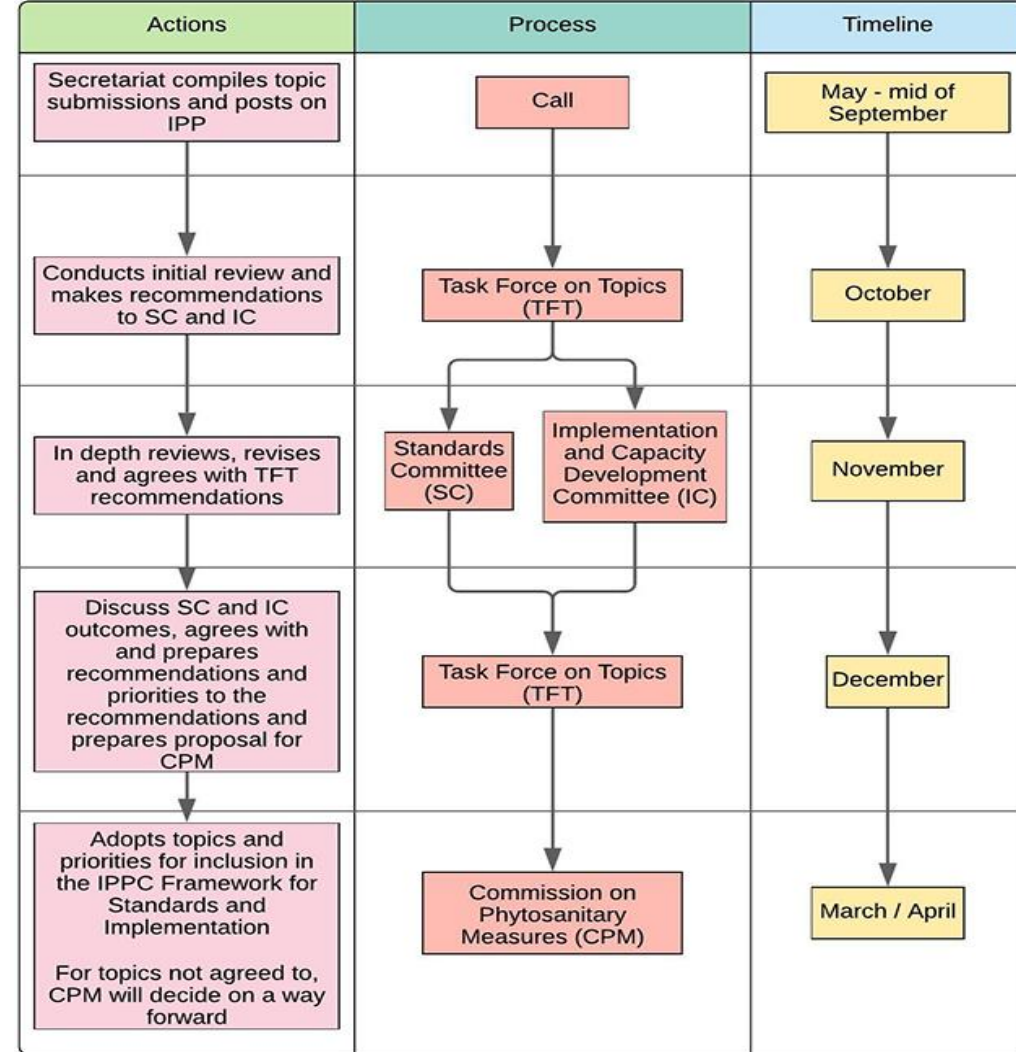 Actions
Process
Timeline
Secretariat compiles topic
submissions and posts on
IPP
Call
May - mid of
September
Conducts initial review and
makes recommendations
to SC and IC
Task Force on Topics
(TFT)
October
In depth reviews, revises
and agrees with TFT
recommendations
Standards
Committee
(SC)
Implementation
and Capacity
Development
Committee (IC)
November
Discuss SC and IC
outcomes, agrees with
and prepares
recommendations and
priorities to the
recommendations and
prepares proposal for
CPM
Task Force on Topics
(TFT)
December
Adopts topics and
priorities for inclusion in
the IPPC Framework for
Standards and
Implementation
For topics not agreed to,
CPM will decide on a way
forward
Commission on
Phytosanitary
Measures (CPM)
March / April